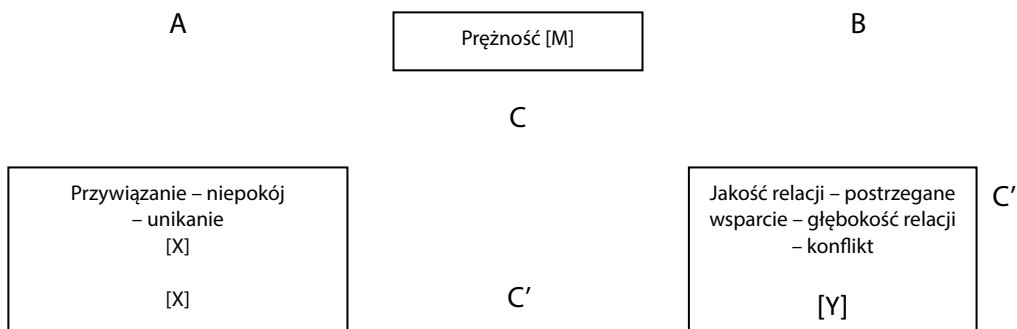 A
Prężność [M]
B
C
Przywiązanie – niepokój
– unikanie
[X]
[X]
C′
Jakość relacji – postrzegane
wsparcie – głębokość relacji
– konflikt
[Y]
C′